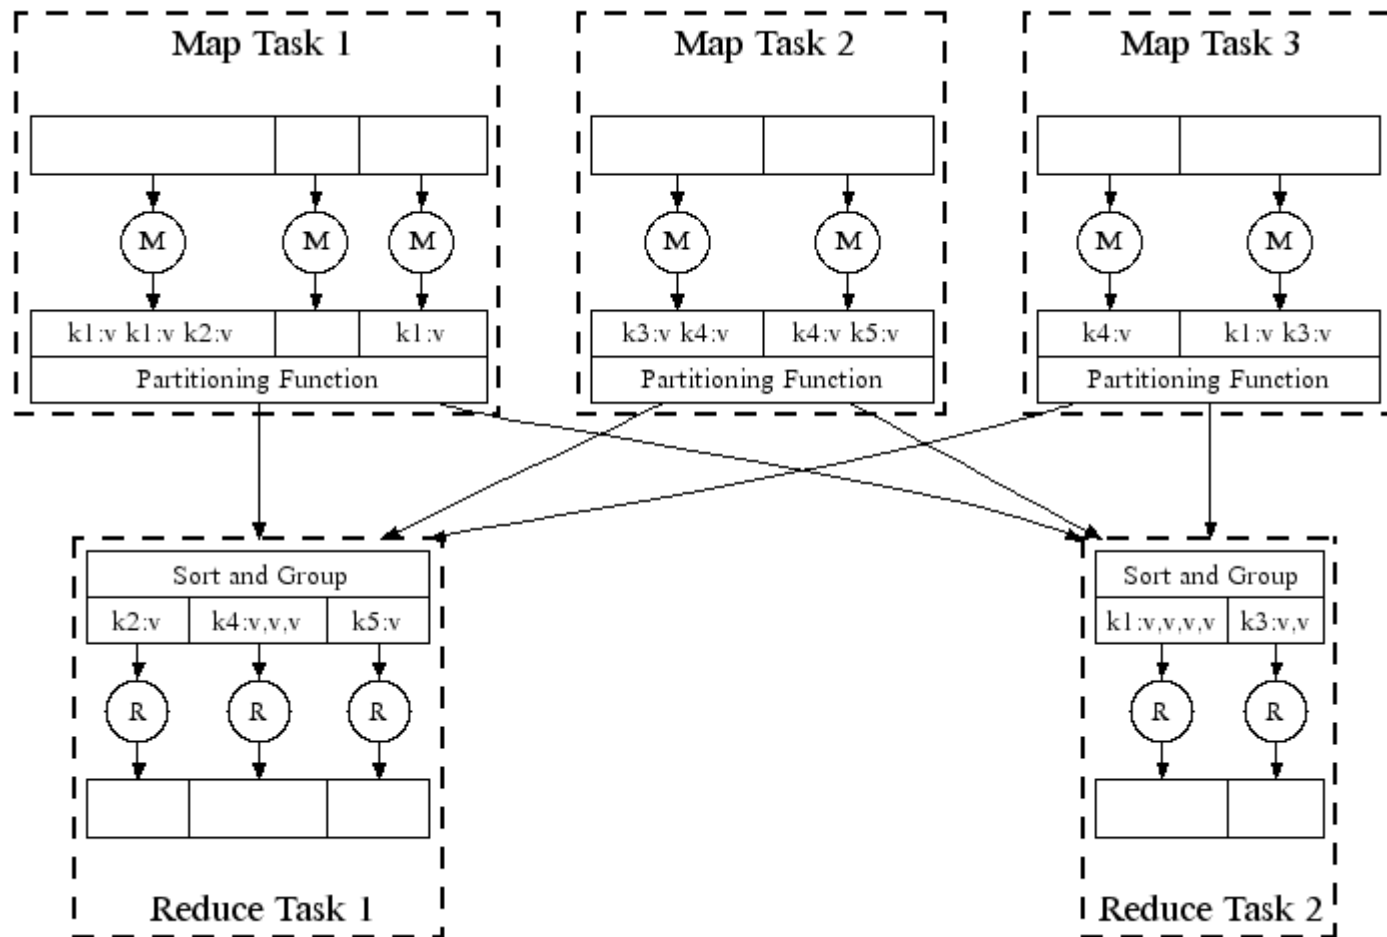 Map Task 1
Map Task 2
Map Task 3
M
M
M
M
M
M
M
k1:v k1:v k2:v
k1:v
k3:v k4:v
k4:v k5:v
k4:v
k1:v k3:v
Partitioning Function
Partitioning Function
Partitioning Function
Sort and Group
Sort and Group
k2:v
k4:v,v,v
k5:v
k1:v,v,v,v
k3:v,v
R
R
R
R
R
Reduce Task 1
Reduce Task 2